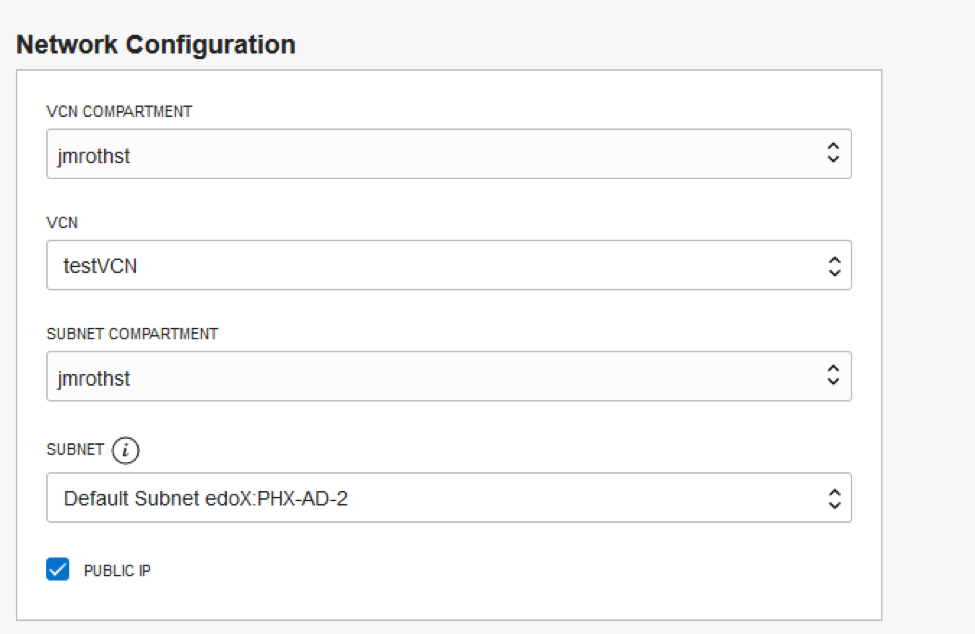 Network Configuration
VCN COMPARTMENT
jmrothst
VCN
testVCN
SUBNET COMPARTMENT
jmrothst
SUBNET i
Default Subnet edoX:PHX-AD-2
PUBLIC IP